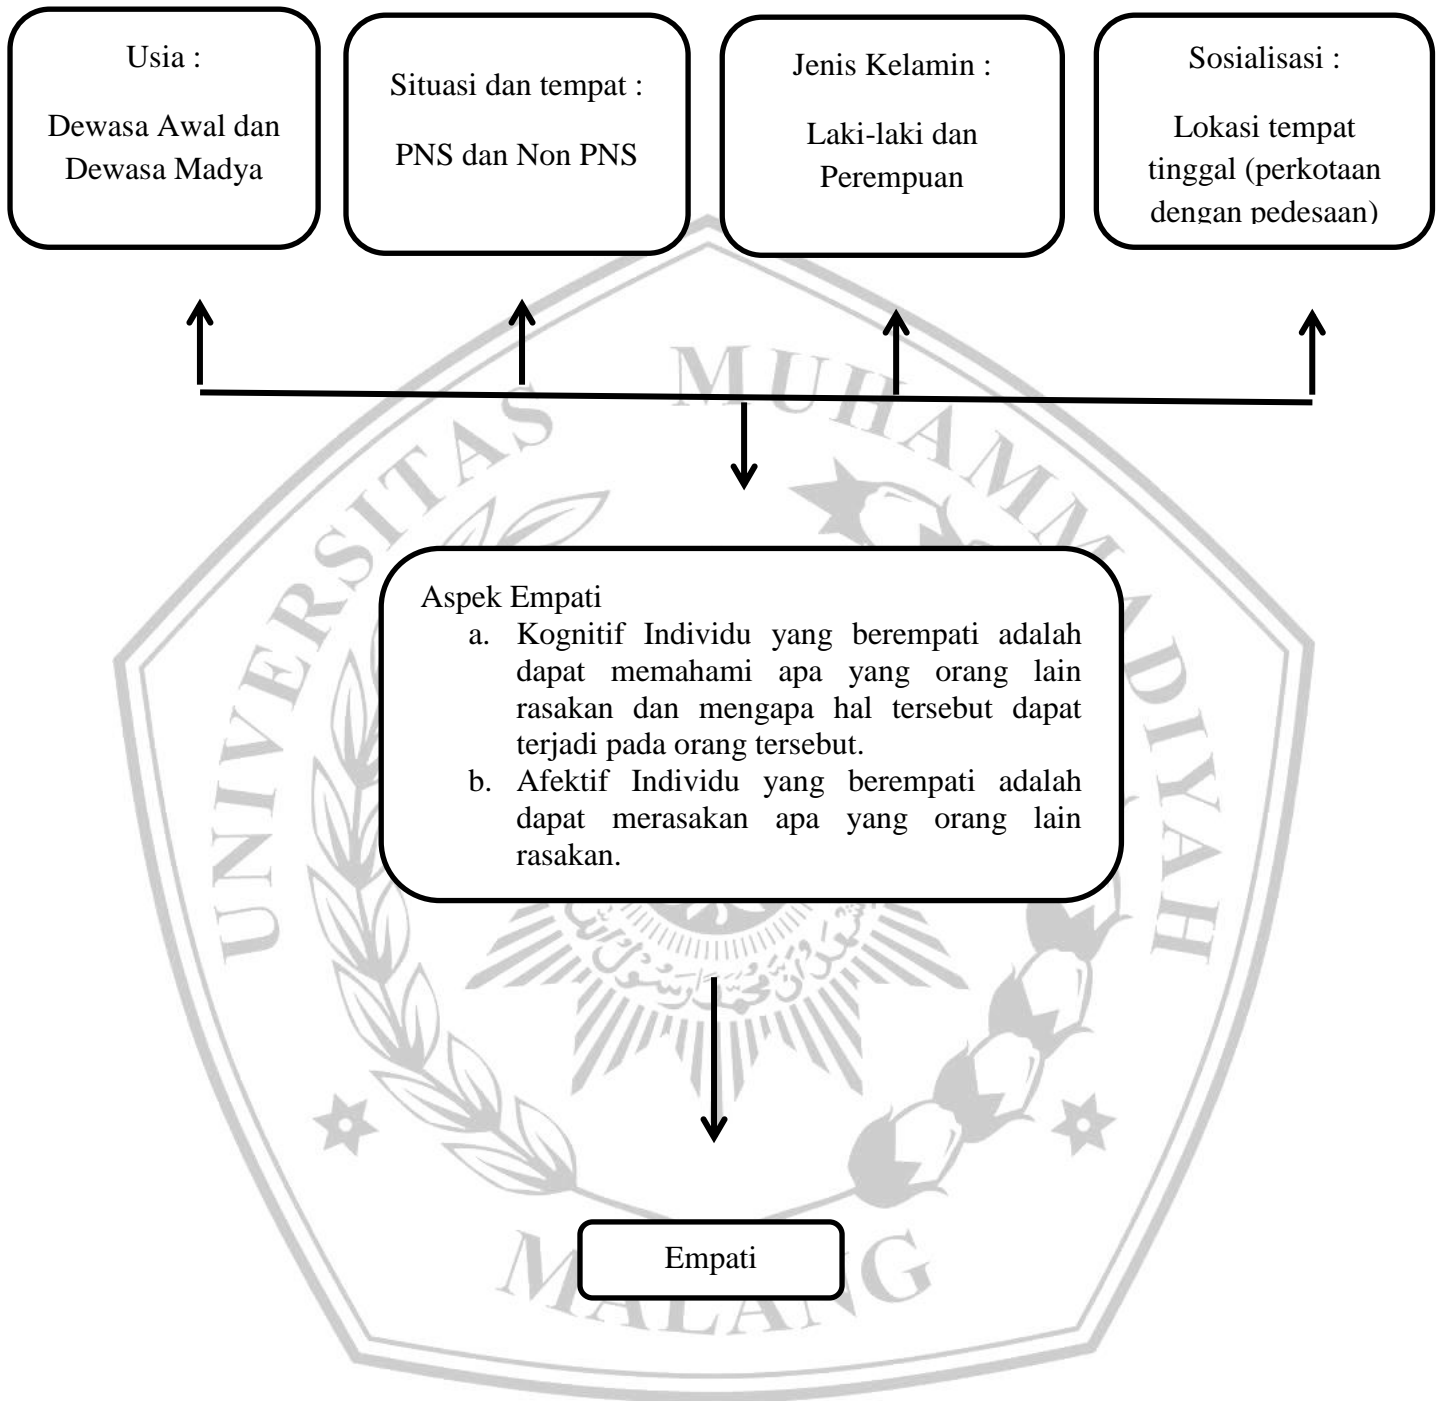 Usia :
Dewasa Awal dan
Dewasa Madya
Situasi dan tempat :
PNS dan Non PNS
Jenis Kelamin :
Laki-laki dan
Perempuan
Sosialisasi :
Lokasi tempat
tinggal (perkotaan
dengan pedesaan)
UNIVERSITAS MUHAMMADIYAH
Aspek Empati
a. Kognitif Individu yang berempati adalah
dapat memahami apa yang orang lain
rasakan dan mengapa hal tersebut dapat
terjadi pada orang tersebut.
b. Afektif Individu yang berempati adalah
dapat merasakan apa yang orang lain
rasakan.
Empati
MALANG